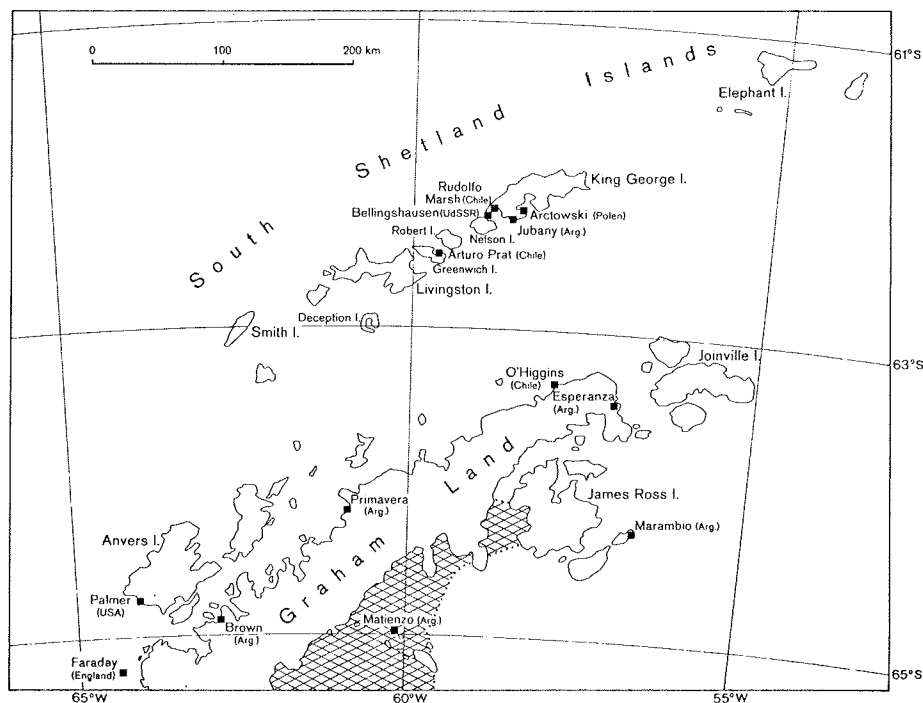 0 100 200 km
61°S
South Shetland Islands
Elephant I.
King George I.
Rudolfo
Marsh (Chile)
Bellingshausen (UdSSR)
Arctowski (Polen)
Jubany (Arg.)
Robert I.
Nelson I.
Arturo Prat (Chile)
Greenwich I.
Livingston I.
Deception I.
Smith I.
63°S
Joinville I.
O'Higgins
(Chile)
Esperanza
(Arg.)
Graham Land
James Ross I.
Primavera
(Arg.)
Marambio (Arg.)
Anvers I.
Palmer
(USA)
Brown
(Arg.)
Matienzo (Arg.)
Faraday
(England)
65°S
65°W 60°W 55°W